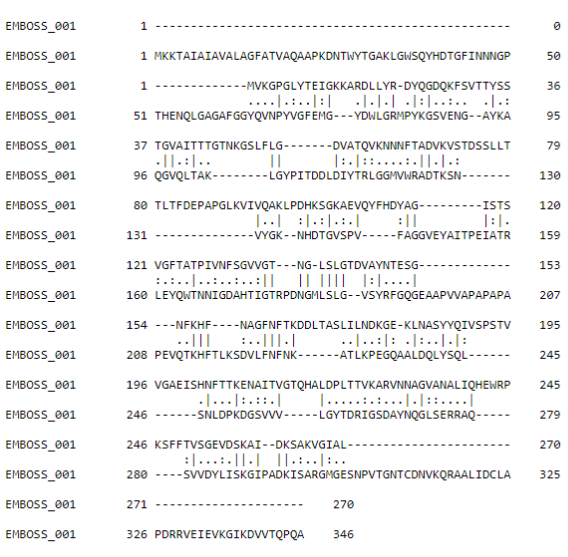 EMBOSS_001 1 -------------------------------------------------- 0
EMBOSS_001 1 MKKTAIAIAVALAGFATVAQAAPKDNTWYTGAKLGWSQYHDTGFINNNGP 50
EMBOSS_001 1 -------------MVKGPGLYTEIGKKARDLLYR-DYQGDQKFSVTTYSS 36
....|.:..|:| .|.|.| .|:|..:.. .|.:
EMBOSS_001 51 THENQLGAGAFGGYQVNPYVGFEMG---YDWLGRMPYKGSVENG--AYKA 95
EMBOSS_001 37 TGVAITTTGTNKGSLFLG-------DVATQVKNNNFTADVKVSTDSSLLT 79
.||.:|.. || |:.|::....:.||.|.:
EMBOSS_001 96 QGVQLTAK--------LGYPITDDLDIYTRLGGMVWRADTKSN------- 130
EMBOSS_001 80 TLTFDEPAPGLKVIVQAKLPDHKSGKAEVQYFHDYAG---------ISTS 120
|..| :|.:|.:.| :|| |:|.
EMBOSS_001 131 --------------VYGK--NHDTGVSPV-----FAGGVEYAITPEIATR 159
EMBOSS_001 121 VGFTATPIVNFSGVVGT---NG-LSLGTDVAYNTESG------------- 153
:.:..|..:..:..:|| || |||| |:|....|
EMBOSS_001 160 LEYQWTNNIGDAHTIGTRPDNGMLSLG--VSYRFGQGEAAPVVAPAPAPA 207
EMBOSS_001 154 ---NFKHF----NAGFNFTKDDLTASLILNDKGE-KLNASYYQIVSPSTV 195
..||| :..|||.| ..|..|:| .:|..|.|:
EMBOSS_001 208 PEVQTKHFTLKSDVLFNFNK------ATLKPEGQAALDQLYSQL------ 245
EMBOSS_001 196 VGAEISHNFTTKENAITVGTQHALDPLTTVKARVNNAGVANALIQHEWRP 245
.|...|:.::.| |.....:.:...|.||::....|
EMBOSS_001 246 ------SNLDPKDGSVVV-----LGYTDRIGSDAYNQGLSERRAQ----- 279
EMBOSS_001 246 KSFFTVSGEVDSKAI--DKSAKVGIAL----------------------- 270
:|...:.||.| ||.:..|:..
EMBOSS_001 280 ----SVVDYLISKGIPADKISARGMGESNPVTGNTCDNVKQRAALIDCLA 325
EMBOSS_001 271 --------------------- 270
EMBOSS_001 326 PDRRVEIEVKGIKDVVTQPQA 346